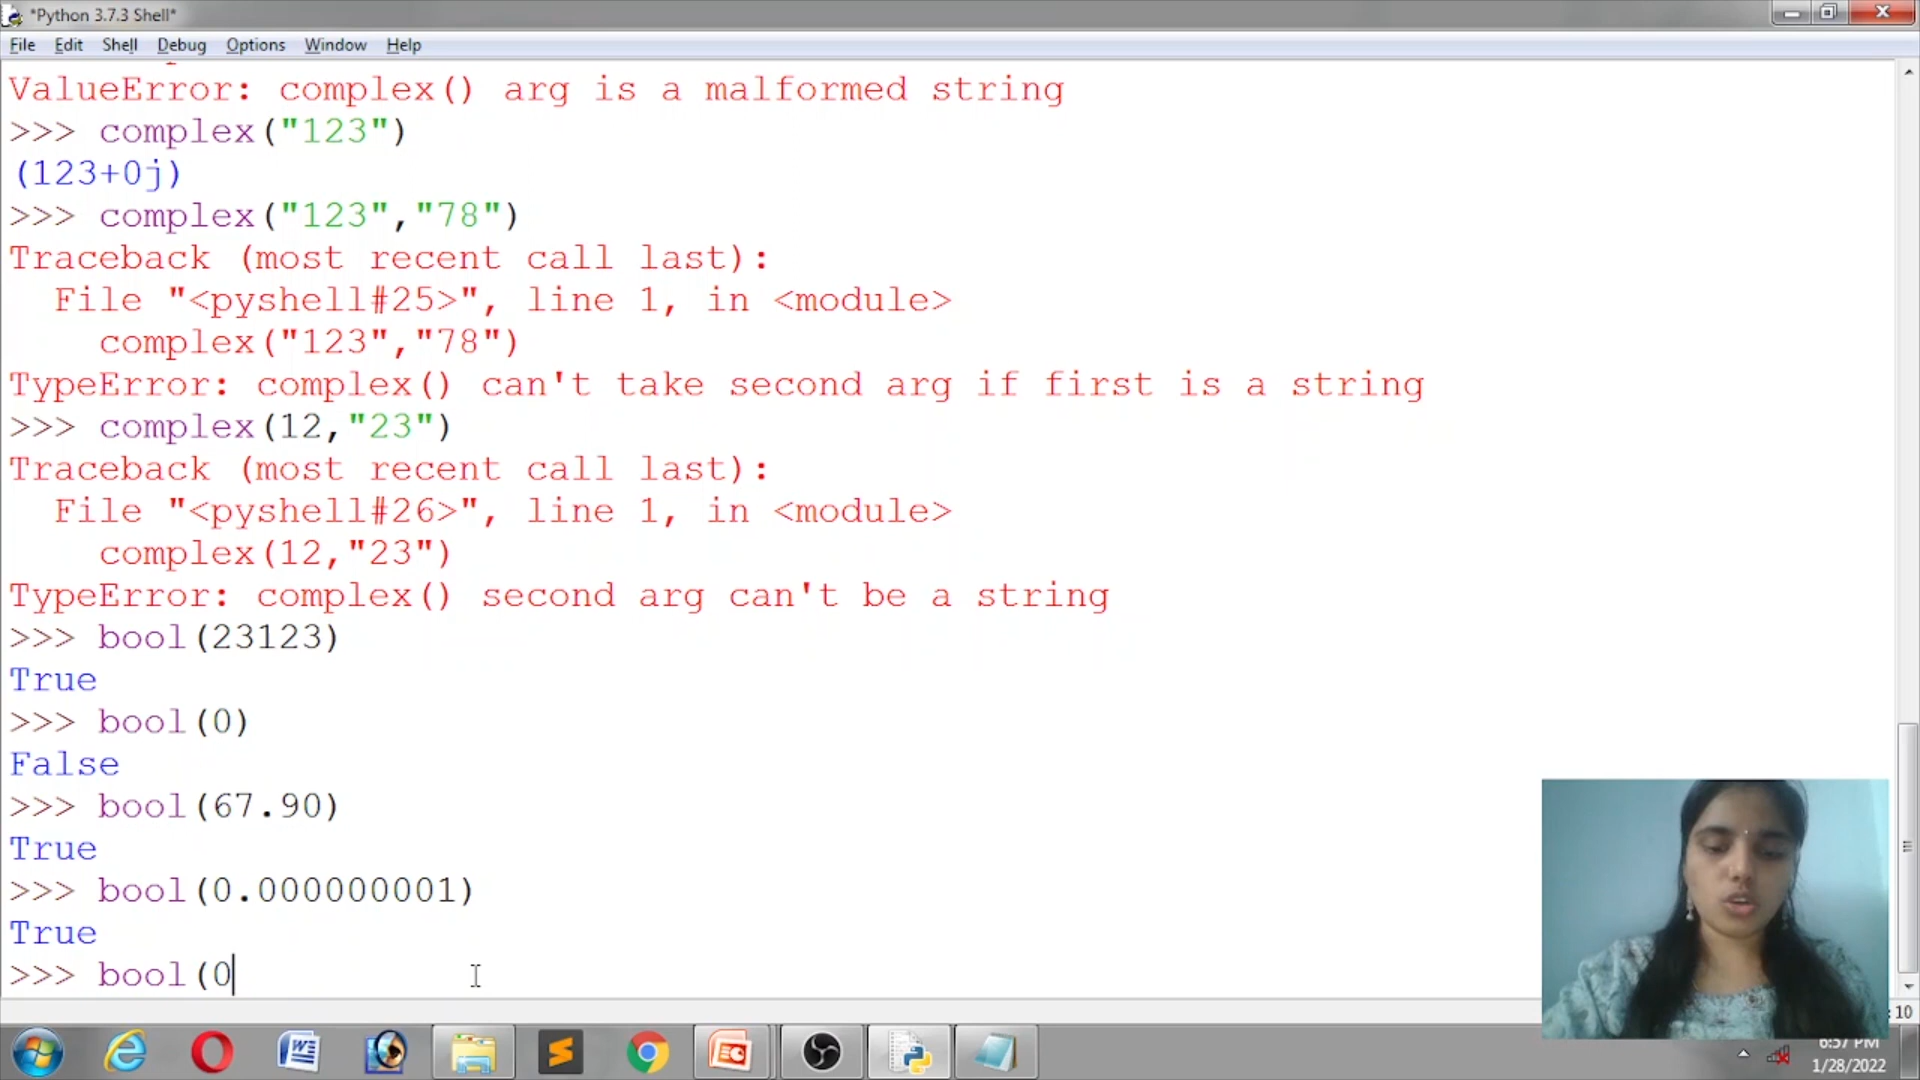 *Python 3.7.3 Shell*
File Edit Shell Debug Options Window Help
ValueError: complex() arg is a malformed string
>>> complex("123")
(123+0j)
>>> complex("123","78")
Traceback (most recent call last):
  File "<pyshell#25>", line 1, in <module>
    complex("123","78")
TypeError: complex() can't take second arg if first is a string
>>> complex(12,"23")
Traceback (most recent call last):
  File "<pyshell#26>", line 1, in <module>
    complex(12,"23")
TypeError: complex() second arg can't be a string
>>> bool(23123)
True
>>> bool(0)
False
>>> bool(67.90)
True
>>> bool(0.000000001)
True
>>> bool(0
: 10
6:57 PM
1/28/2022